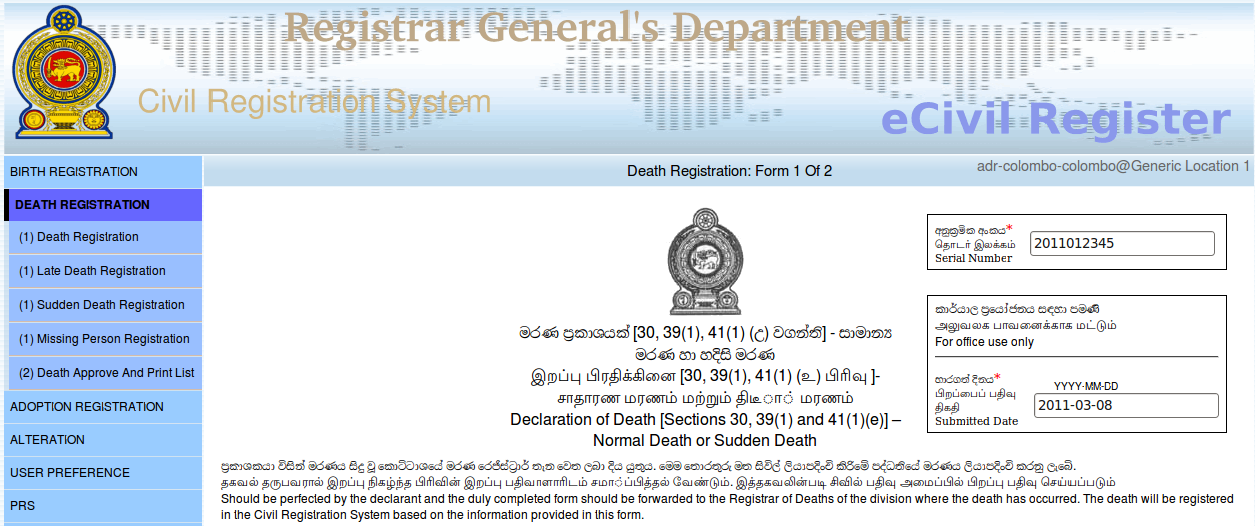 Registrar General's Department
Civil Registration System
eCivil Register
BIRTH REGISTRATION
DEATH REGISTRATION
(1) Death Registration
(1) Late Death Registration
(1) Sudden Death Registration
(1) Missing Person Registration
(2) Death Approve And Print List
ADOPTION REGISTRATION
ALTERATION
USER PREFERENCE
PRS
Death Registration: Form 1 Of 2
adr-colombo-colombo@Generic Location 1
අනුක්‍රමික අංකය*
தொடர் இலக்கம்
Serial Number
2011012345
කාර්යාල ප්‍රයෝජනය සඳහා පමණි
அலுவலக பாவனைக்காக மட்டும்
For office use only
භාරගත් දිනය*
பிறப்பைப் பதிவு
திகதி
Submitted Date
YYYY-MM-DD
2011-03-08
මරණ ප්‍රකාශයක් [30, 39(1), 41(1) (උ) වගන්ති] - සාමාන්‍ය
මරණ හා හදිසි මරණ
இறப்பு பிரதிக்கினை [30, 39(1), 41(1) (உ) பிரிவு ]-
சாதாரண மரணம் மற்றும் திடீா் மரணம்
Declaration of Death [Sections 30, 39(1) and 41(1)(e)] –
Normal Death or Sudden Death
ප්‍රකාශකයා විසින් මරණය සිදු වූ කොට්ටාශයේ මරණ රෙජිස්ට්‍රාර් තැන වෙත ලබා දිය යුතුය. මෙම තොරතුරු මත සිවිල් ලියාපදිංචි කිරීමේ පද්ධතියේ මරණය ලියාපදිංචි කරනු ලැබේ.
தகவல் தருபவரால் இறப்பு நிகழ்ந்த பிரிவின் இறப்பு பதிவாளாரிடம் சமா்ப்பித்தல் வேண்டும். இத்தகவலின்படி சிவில் பதிவு அமைப்பில் பிறப்பு பதிவு செய்யப்படும்
Should be perfected by the declarant and the duly completed form should be forwarded to the Registrar of Deaths of the division where the death has occurred. The death will be registered
in the Civil Registration System based on the information provided in this form.